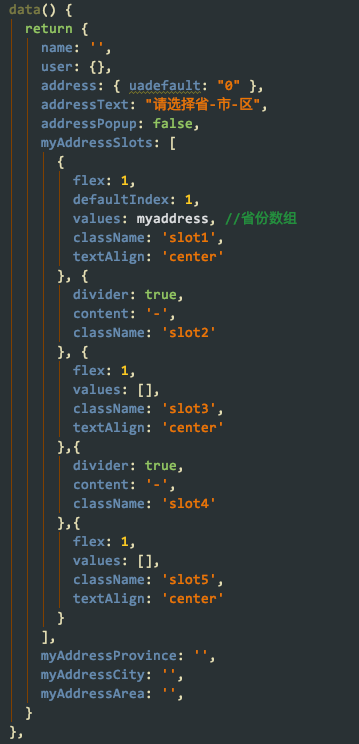 data() {
return {
name: '',
user: {},
address: { uadefault: "0" },
addressText: "请选择省-市-区",
addressPopup: false,
myAddressSlots: [
{
flex: 1,
defaultIndex: 1,
values: myaddress, //省份数组
className: 'slot1',
textAlign: 'center'
}, {
divider: true,
content: '-',
className: 'slot2'
}, {
flex: 1,
values: [],
className: 'slot3',
textAlign: 'center'
},{
divider: true,
content: '-',
className: 'slot4'
},{
flex: 1,
values: [],
className: 'slot5',
textAlign: 'center'
}
],
myAddressProvince: '',
myAddressCity: '',
myAddressArea: '',
}
},